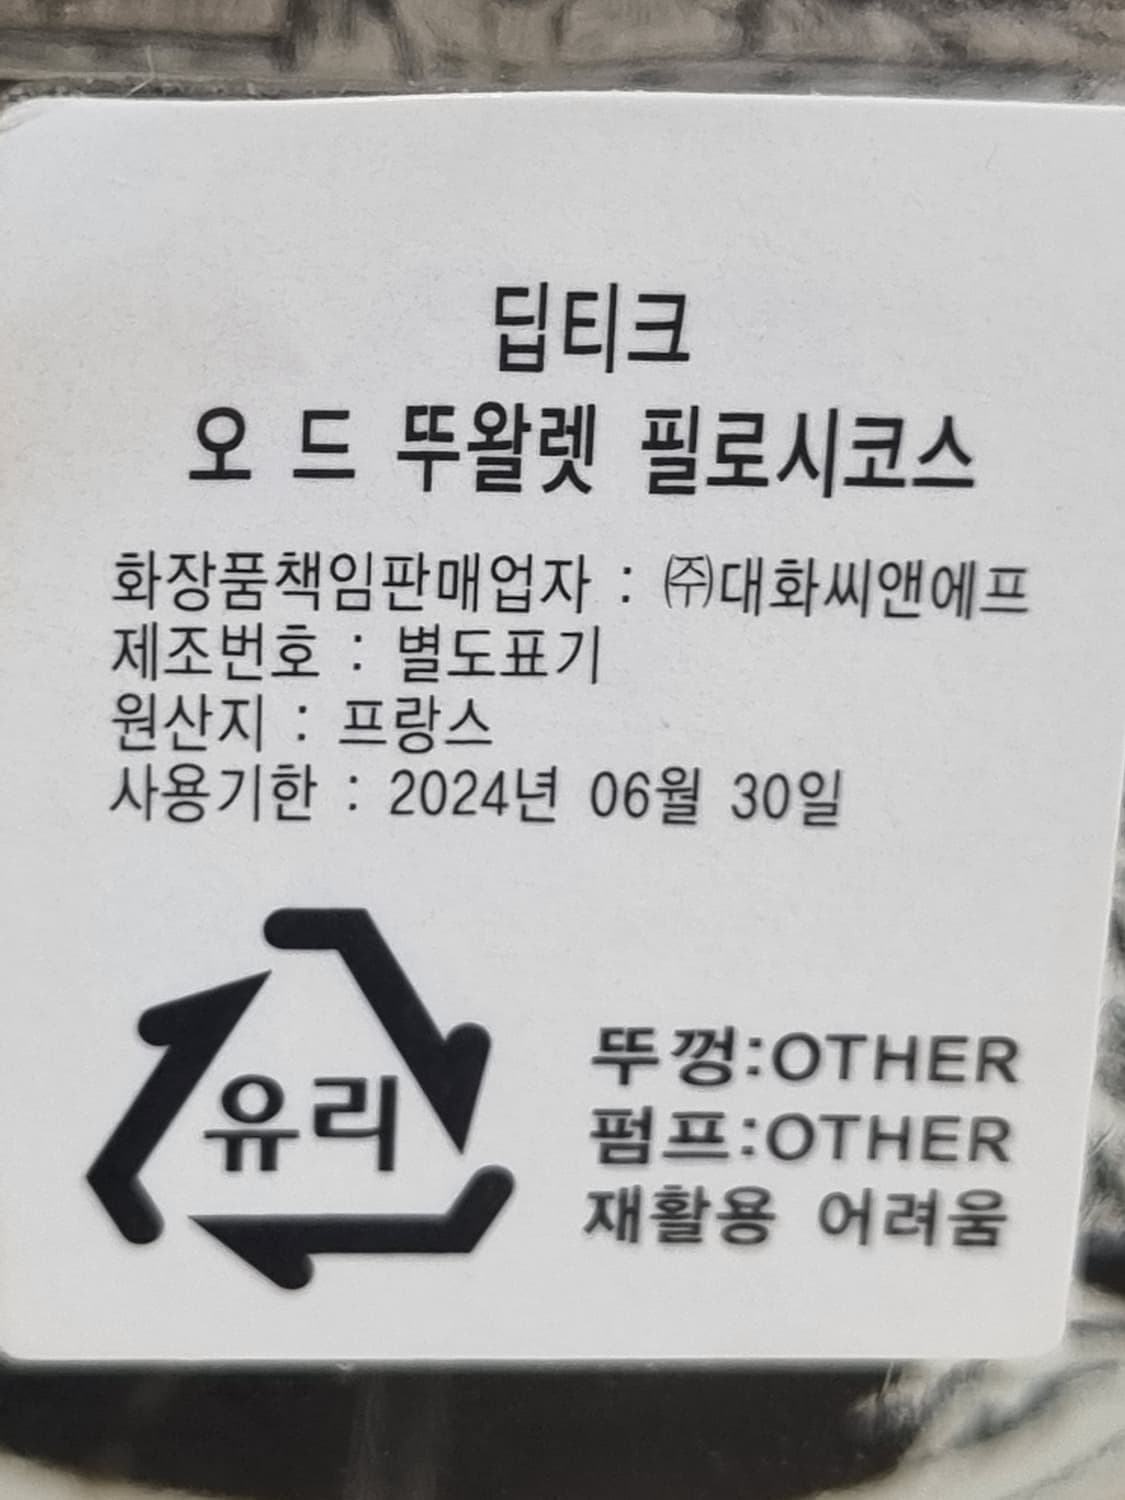 딥티크
오 드 뚜왈렛 필로시코스
화장품책임판매업자 : ㈜대화씨앤에프
제조번호 : 별도표기
원산지 : 프랑스
사용기한 : 2024년 06월 30일
유리
뚜껑:OTHER
펌프:OTHER
재활용 어려움